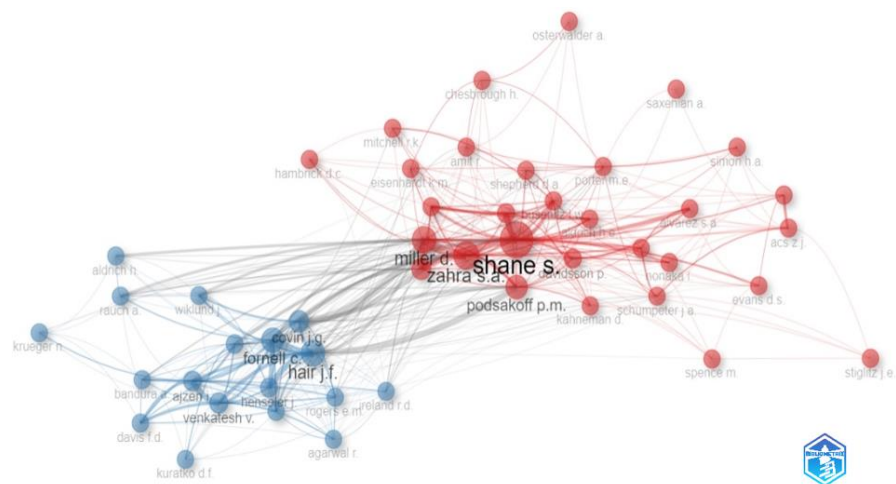 osterwalder a.
chesbrough h.
saxenian a.
mitchell r.k.
amit r.
simon h.a.
hambrick d.c.
eisenhardt k.m.
shepherd d.a.
porter m.e.
alvarez s.a.
acs z.j.
miller d.
shane s.
davidsson p.
nonaka i.
zahra s.a.
evans d.s.
podsakoff p.m.
schumpeter j.a.
kahneman d.
spence m.
stiglitz j.e.
aldrich h.
rauch a.
wiklund j.
krueger n.
covin j.g.
fornell c.
hair j.f.
bandura a.
ajzen i.
henseler j.
ireland r.d.
venkatesh v.
rogers e.m.
davis f.d.
agarwal r.
kuratko d.f.
BIBLIOMETRIX